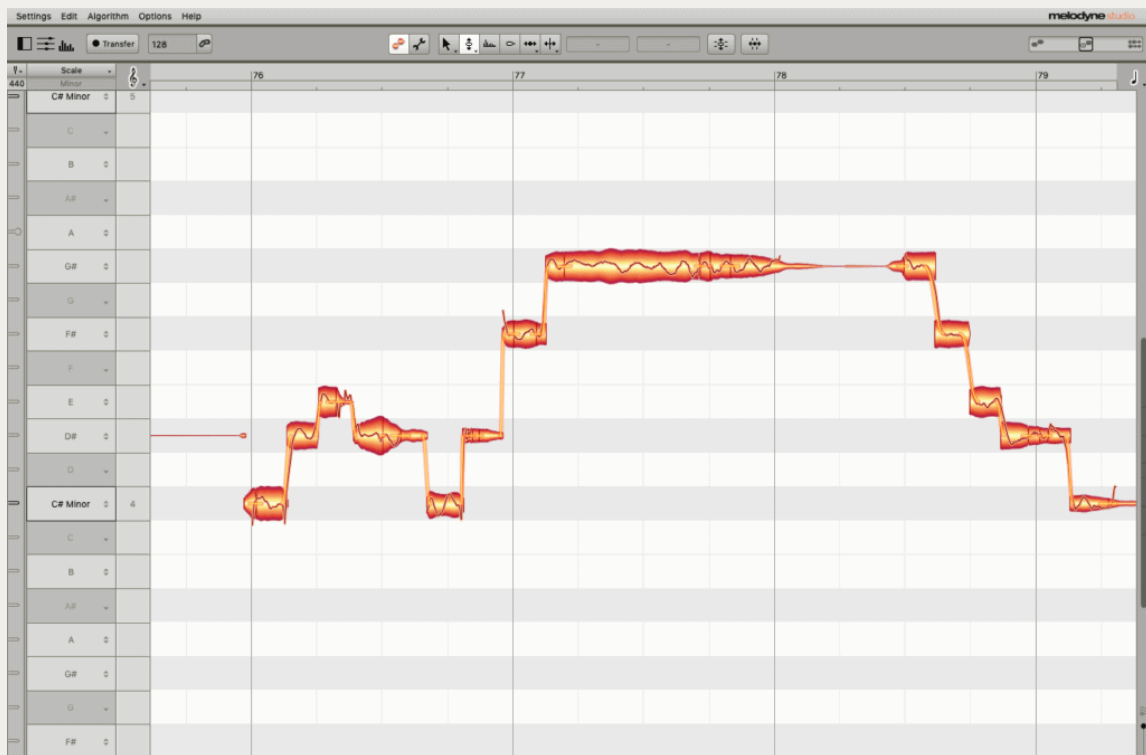 Settings Edit Algorithm Options Help
melodyne studio
Transfer 128 - -
Scale
440 Minor
76 77 78 79
C# Minor 5
C
B
A#
A
G#
G
F#
F
E
D#
D
C# Minor 4
C
B
A#
A
G#
G
F#